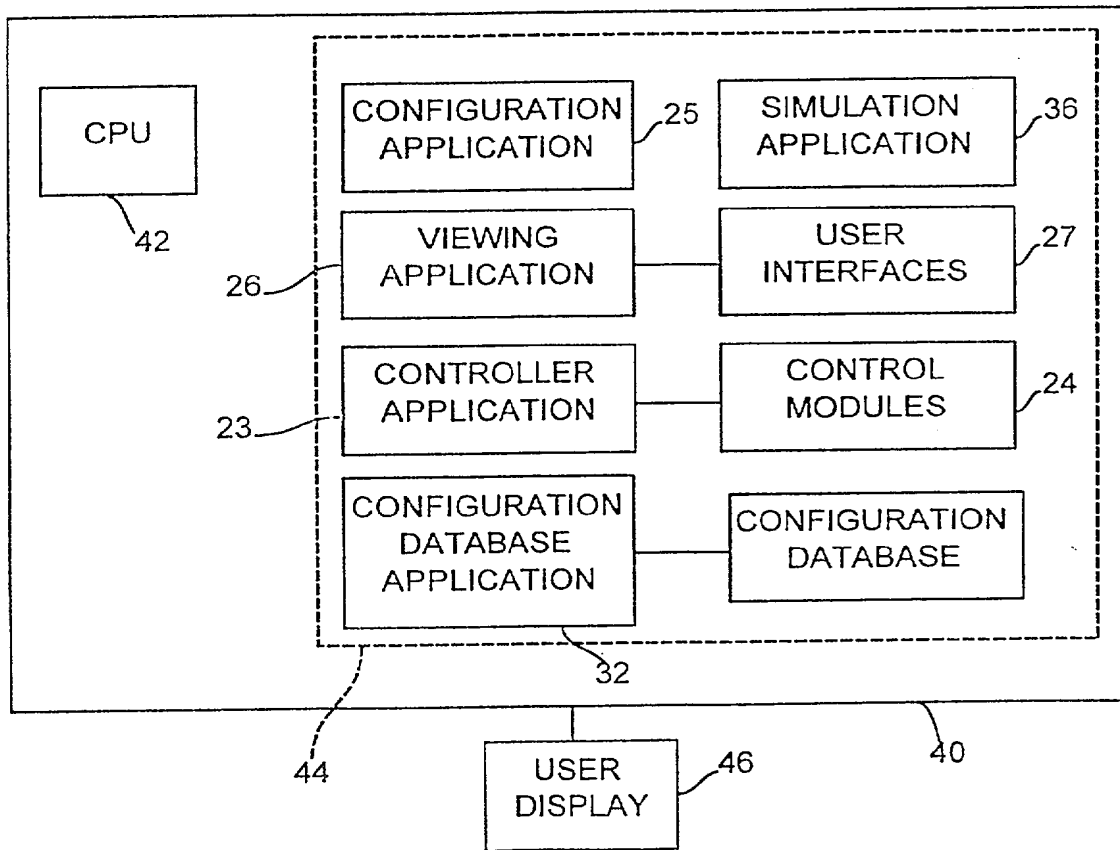 CPU
42
CONFIGURATION
APPLICATION
25
SIMULATION
APPLICATION
36
VIEWING
APPLICATION
26
USER
INTERFACES
27
CONTROLLER
APPLICATION
23
CONTROL
MODULES
24
CONFIGURATION
DATABASE
APPLICATION
32
CONFIGURATION
DATABASE
44
40
USER
DISPLAY
46